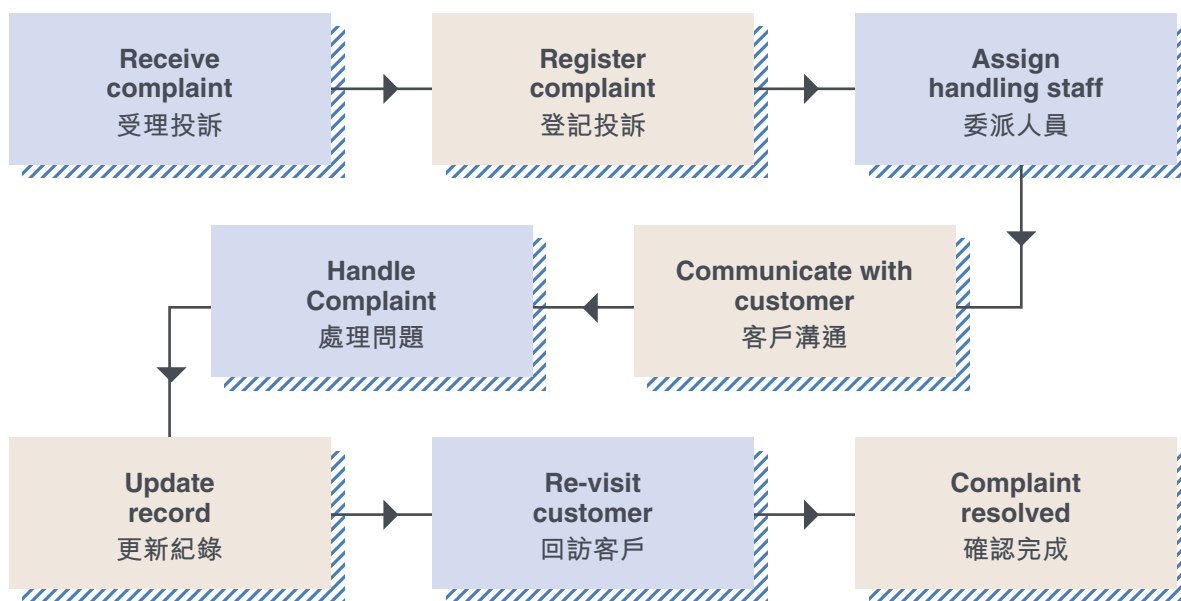 Receive
complaint
受理投訴
Register
complaint
登記投訴
Assign
handling staff
委派人員
Communicate with
customer
客戶溝通
Handle
Complaint
處理問題
Update
record
更新紀錄
Re-visit
customer
回訪客戶
Complaint
resolved
確認完成